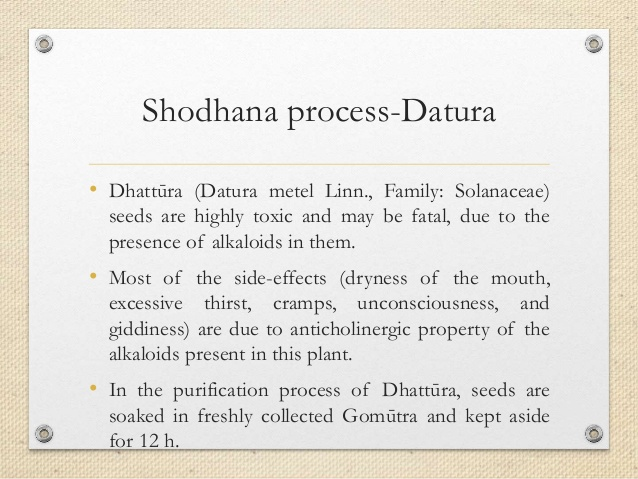 Shodhana process-Datura
• Dhattūra (Datura metel Linn., Family: Solanaceae)
seeds are highly toxic and may be fatal, due to the
presence of alkaloids in them.
• Most of the side-effects (dryness of the mouth,
excessive thirst, cramps, unconsciousness, and
giddiness) are due to anticholinergic property of the
alkaloids present in this plant.
• In the purification process of Dhattūra, seeds are
soaked in freshly collected Gomūtra and kept aside
for 12 h.